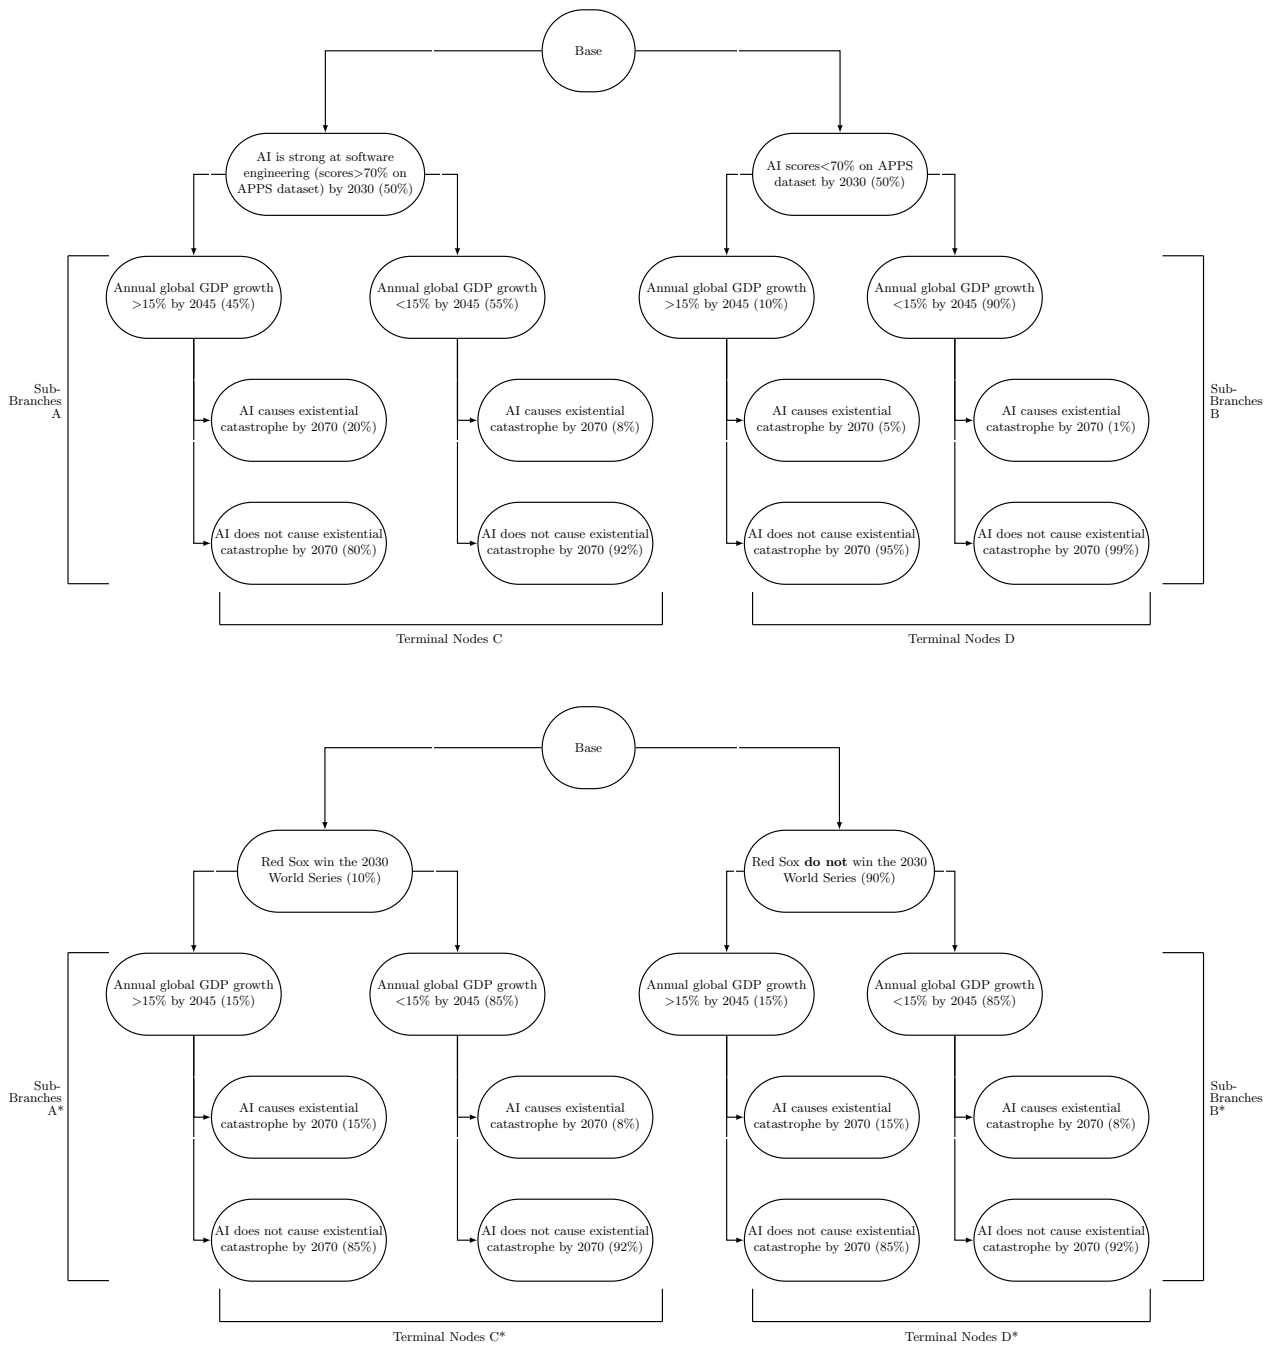 Base
AI is strong at software
engineering (scores>70% on
APPS dataset) by 2030 (50%)
AI scores<70% on APPS
dataset by 2030 (50%)
Annual global GDP growth
>15% by 2045 (45%)
Annual global GDP growth
<15% by 2045 (55%)
Annual global GDP growth
>15% by 2045 (10%)
Annual global GDP growth
<15% by 2045 (90%)
Sub-
Branches
A
AI causes existential
catastrophe by 2070 (20%)
AI causes existential
catastrophe by 2070 (8%)
AI causes existential
catastrophe by 2070 (5%)
AI causes existential
catastrophe by 2070 (1%)
Sub-
Branches
B
AI does not cause existential
catastrophe by 2070 (80%)
AI does not cause existential
catastrophe by 2070 (92%)
AI does not cause existential
catastrophe by 2070 (95%)
AI does not cause existential
catastrophe by 2070 (99%)
Terminal Nodes C
Terminal Nodes D
Base
Red Sox win the 2030
World Series (10%)
Red Sox do not win the 2030
World Series (90%)
Annual global GDP growth
>15% by 2045 (15%)
Annual global GDP growth
<15% by 2045 (85%)
Annual global GDP growth
>15% by 2045 (15%)
Annual global GDP growth
<15% by 2045 (85%)
Sub-
Branches
A*
AI causes existential
catastrophe by 2070 (15%)
AI causes existential
catastrophe by 2070 (8%)
AI causes existential
catastrophe by 2070 (15%)
AI causes existential
catastrophe by 2070 (8%)
Sub-
Branches
B*
AI does not cause existential
catastrophe by 2070 (85%)
AI does not cause existential
catastrophe by 2070 (92%)
AI does not cause existential
catastrophe by 2070 (85%)
AI does not cause existential
catastrophe by 2070 (92%)
Terminal Nodes C*
Terminal Nodes D*